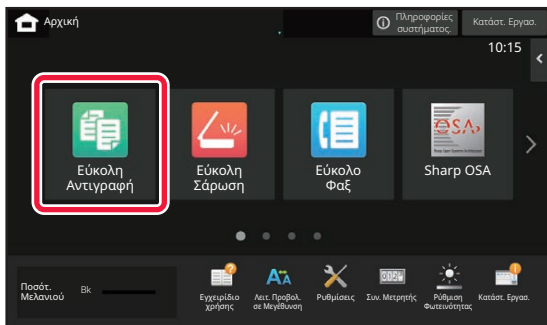 Αρχική
Πληροφορίες
συστήματος.
Κατάστ. Εργασ.
10:15
Εύκολη
Αντιγραφή
Εύκολη
Σάρωση
Εύκολο
Φαξ
OSA
Sharp OSA
Ποσότ.
Μελανιού
Bk
Εγχειρίδιο
χρήσης
Λειτ. Προβολ.
σε Μεγέθυνση
Ρυθμίσεις
Συν. Μετρητής
Ρύθμιση
Φωτεινότητας
Κατάστ. Εργασ.